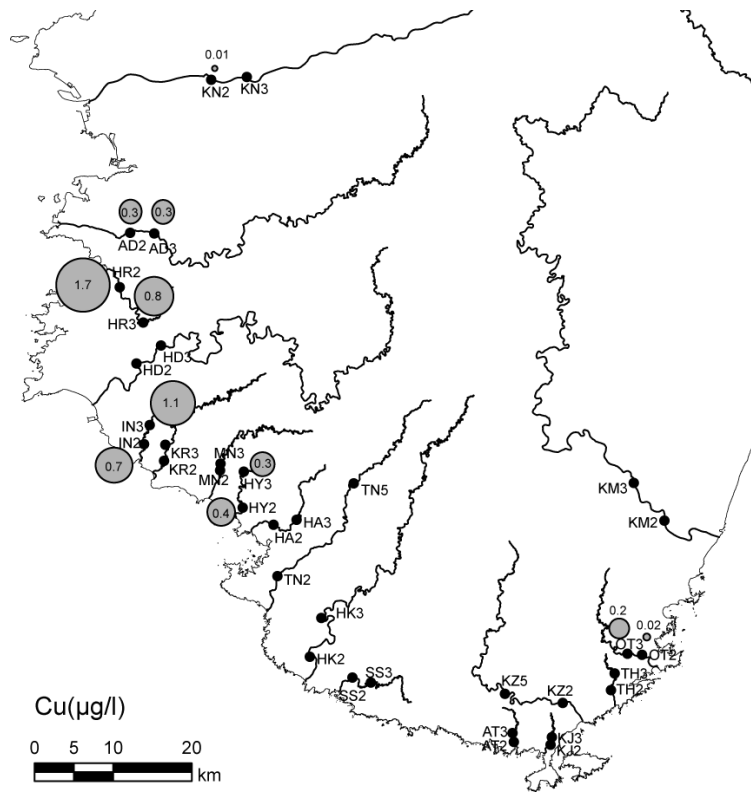 0.01
KN2
KN3
0.3
0.3
AD2
AD3
HR2
1.7
0.8
HR3
HD3
HD2
1.1
IN3
IN2
KR3
KR2
0.7
MN3
MN2
0.3
HY3
0.4
HY2
HA2
HA3
TN5
TN2
KM3
KM2
HK3
HK2
0.2
0.02
OT3
OT2
TH3
TH2
SS3
SS2
KZ5
KZ2
AT3
AT2
KJ3
KJ2
Cu(µg/l)
0 5 10 20
km